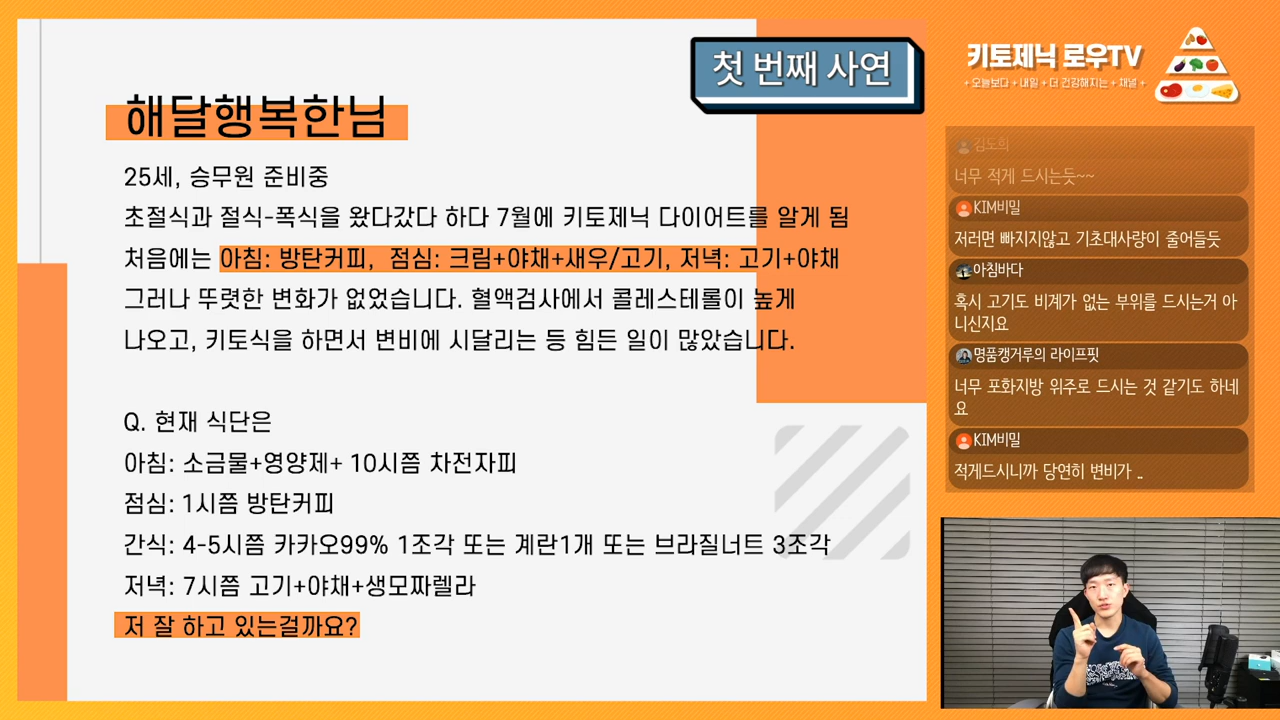 첫 번째 사연
해달행복한님
25세, 승무원 준비중
초절식과 절식-폭식을 왔다갔다 하다 7월에 키토제닉 다이어트를 알게 됨
처음에는 아침: 방탄커피, 점심: 크림+야채+새우/고기, 저녁: 고기+야채
그러나 뚜렷한 변화가 없었습니다. 혈액검사에서 콜레스테롤이 높게
나오고, 키토식을 하면서 변비에 시달리는 등 힘든 일이 많았습니다.
Q. 현재 식단은
아침: 소금물+영양제+ 10시쯤 차전자피
점심: 1시쯤 방탄커피
간식: 4-5시쯤 카카오99% 1조각 또는 계란1개 또는 브라질너트 3조각
저녁: 7시쯤 고기+야채+생모짜렐라
저 잘 하고 있는걸까요?
키토제닉 로우TV
+ 오늘보다 + 내일 + 더 건강해지는 + 채널 +
김도희
너무 적게 드시는듯~~
KIM비밀
저러면 빠지지않고 기초대사량이 줄어들듯
아침바다
혹시 고기도 비계가 없는 부위를 드시는거 아
니신지요
명품캥거루의 라이프핏
너무 포화지방 위주로 드시는 것 같기도 하네
요
KIM비밀
적게드시니까 당연히 변비가 ..